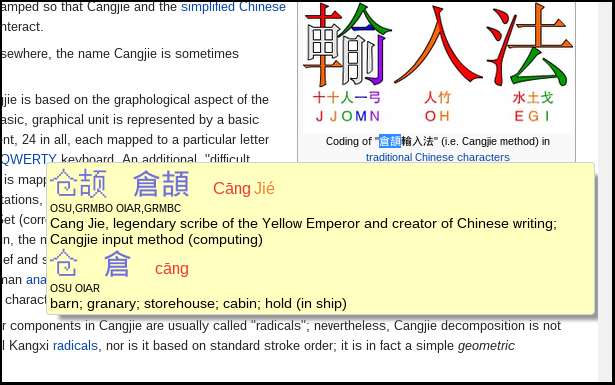 amped so that Cangjie and the simplified Chinese
nteract.
sewhere, the name Cangjie is sometimes
jie is based on the graphological aspect of the
asic, graphical unit is represented by a basic
nt, 24 in all, each mapped to a particular letter
QWERTY keyboard. An additional, "difficult
is mapp
tations,
Set (corre
n, the n
ef and s
man ana
charact
r components in Cangjie are usually called "radicals"; nevertheless, Cangjie decomposition is not
l Kangxi radicals, nor is it based on standard stroke order; it is in fact a simple geometric
輸入法
十十人一弓 人竹 水土戈
JJOMN OH EGI
Coding of "倉頡輸入法" (i.e. Cangjie method) in
traditional Chinese characters
仓颉 倉頡 Cāng Jié
OSU,GRMBO OIAR,GRMBC
Cang Jie, legendary scribe of the Yellow Emperor and creator of Chinese writing;
Cangjie input method (computing)
仓 倉 cāng
OSU OIAR
barn; granary; storehouse; cabin; hold (in ship)